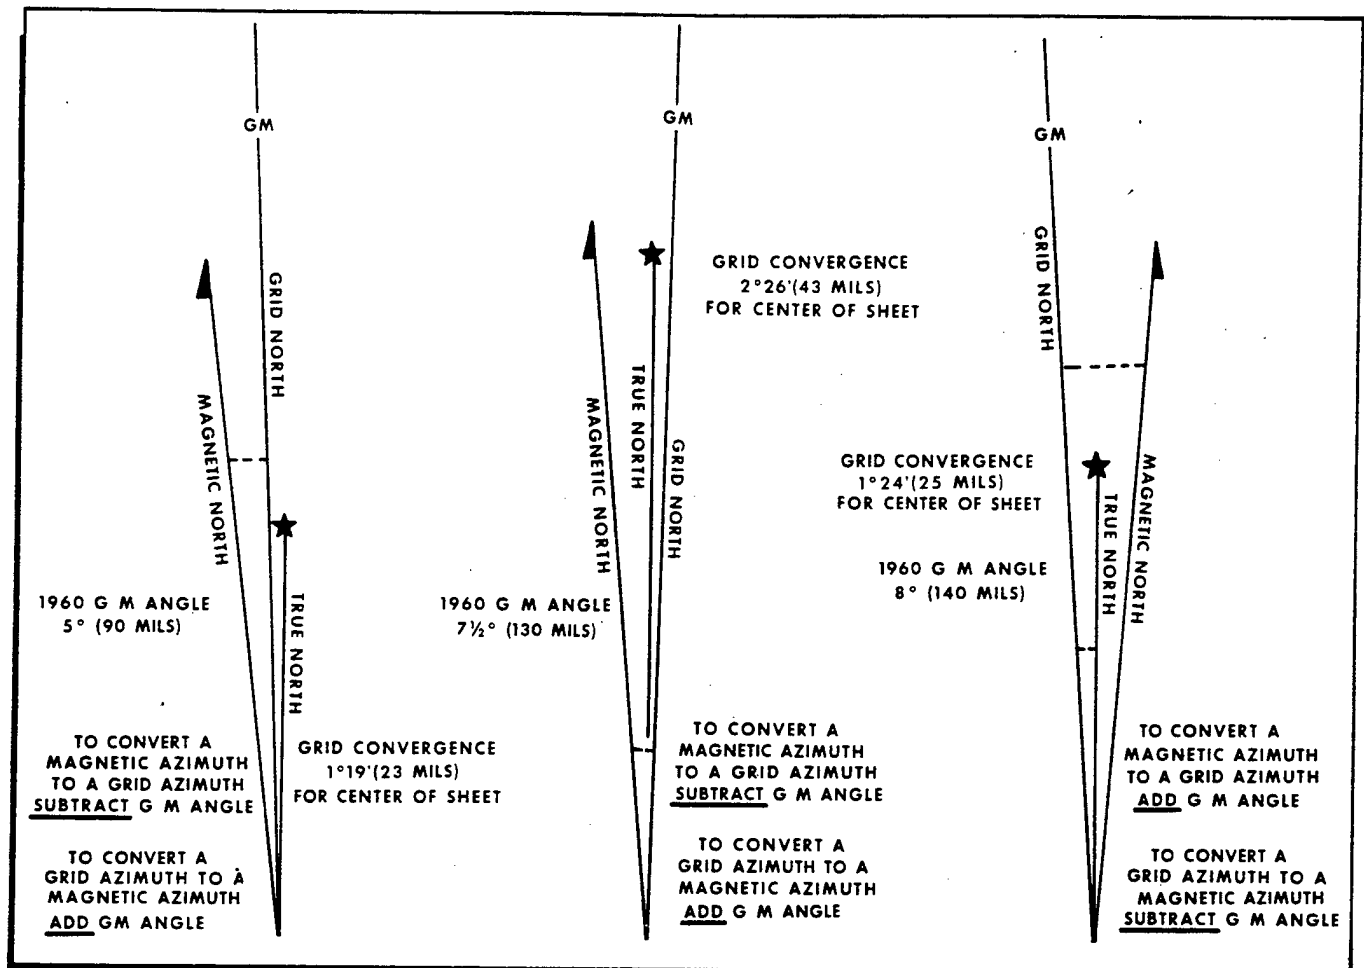 GM
GRID NORTH
MAGNETIC NORTH
TRUE NORTH
1960 G M ANGLE
5° (90 MILS)
GRID CONVERGENCE
1°19'(23 MILS)
FOR CENTER OF SHEET
TO CONVERT A
MAGNETIC AZIMUTH
TO A GRID AZIMUTH
SUBTRACT G M ANGLE
TO CONVERT A
GRID AZIMUTH TO A
MAGNETIC AZIMUTH
ADD GM ANGLE
GM
GRID CONVERGENCE
2°26'(43 MILS)
FOR CENTER OF SHEET
TRUE NORTH
MAGNETIC NORTH
GRID NORTH
1960 G M ANGLE
7½° (130 MILS)
TO CONVERT A
MAGNETIC AZIMUTH
TO A GRID AZIMUTH
SUBTRACT G M ANGLE
TO CONVERT A
GRID AZIMUTH TO A
MAGNETIC AZIMUTH
ADD G M ANGLE
GM
GRID NORTH
GRID CONVERGENCE
1°24'(25 MILS)
FOR CENTER OF SHEET
MAGNETIC NORTH
TRUE NORTH
1960 G M ANGLE
8° (140 MILS)
TO CONVERT A
MAGNETIC AZIMUTH
TO A GRID AZIMUTH
ADD G M ANGLE
TO CONVERT A
GRID AZIMUTH TO A
MAGNETIC AZIMUTH
SUBTRACT G M ANGLE